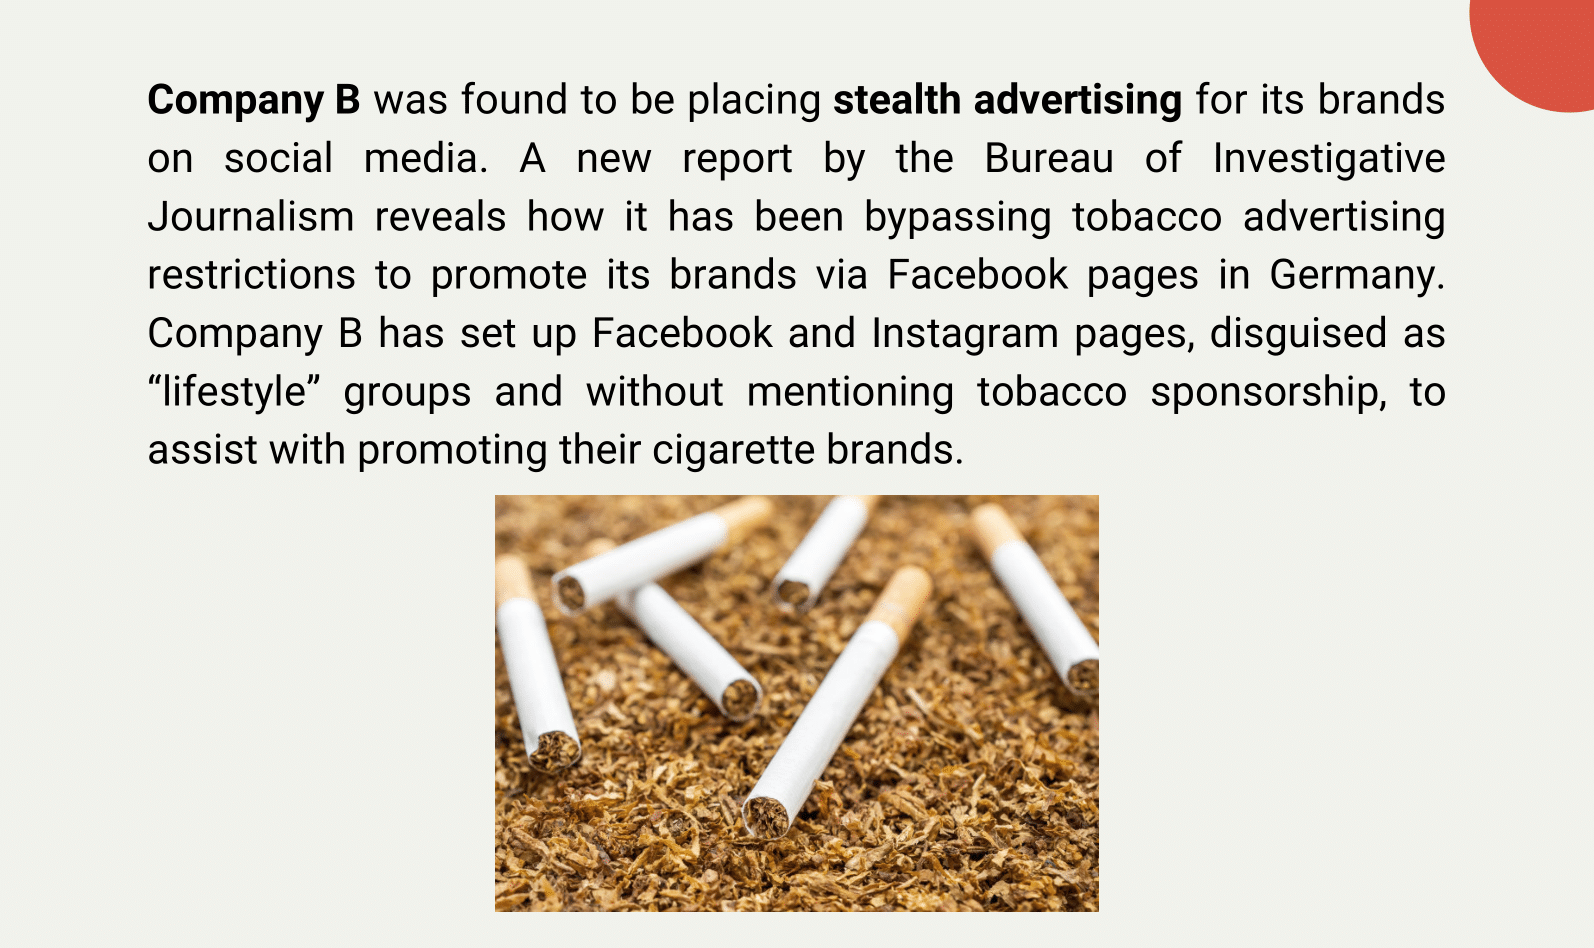 Company B was found to be placing stealth advertising for its brands
on social media. A new report by the Bureau of Investigative
Journalism reveals how it has been bypassing tobacco advertising
restrictions to promote its brands via Facebook pages in Germany.
Company B has set up Facebook and Instagram pages, disguised as
“lifestyle” groups and without mentioning tobacco sponsorship, to
assist with promoting their cigarette brands.